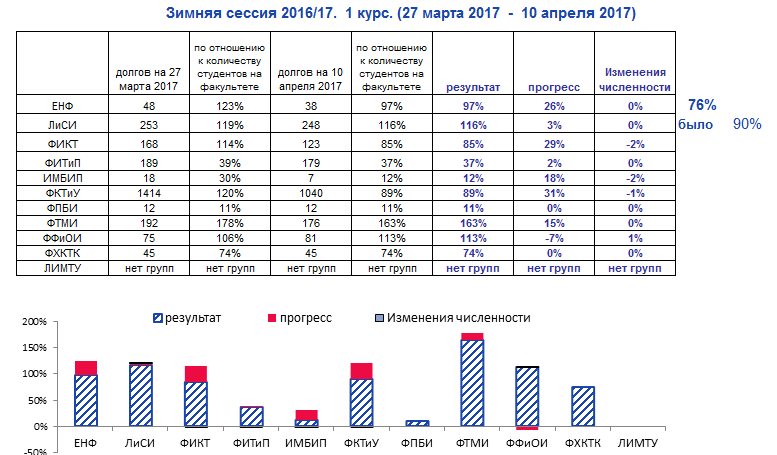 Зимняя сессия 2016/17. 1 курс. (27 марта 2017 - 10 апреля 2017)
долгов на 27 марта 2017 по отношению к количеству студентов на факультете долгов на 10 апреля 2017 по отношению к количеству студентов на факультете результат прогресс Изменения численности
ЕНФ 48 123% 38 97% 97% 26% 0% 76%
ЛиСИ 253 119% 248 116% 116% 3% 0% было 90%
ФИКТ 168 114% 123 85% 85% 29% -2%
ФИТиП 189 39% 179 37% 37% 2% 0%
ИМБИП 18 30% 7 12% 12% 18% -2%
ФКТиУ 1414 120% 1040 89% 89% 31% -1%
ФПБИ 12 11% 12 11% 11% 0% 0%
ФТМИ 192 178% 176 163% 163% 15% 0%
ФФиОИ 75 106% 81 113% 113% -7% 1%
ФХКТК 45 74% 45 74% 74% 0% 0%
ЛИМТУ нет групп нет групп нет групп нет групп нет групп нет групп нет групп
результат прогресс Изменения численности
200%
150%
100%
50%
0%
-50%
ЕНФ ЛиСИ ФИКТ ФИТиП ИМБИП ФКТиУ ФПБИ ФТМИ ФФиОИ ФХКТК ЛИМТУ